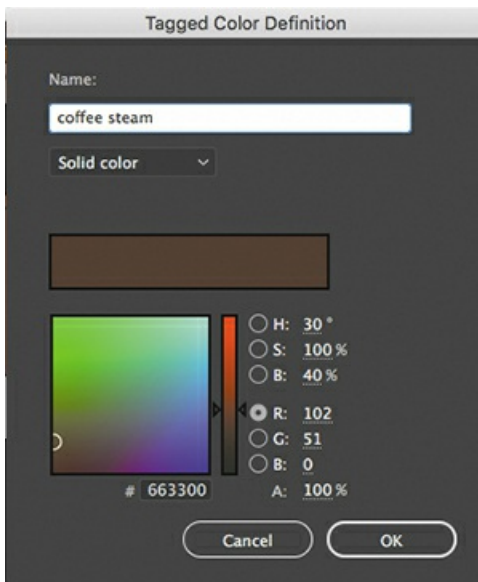 Tagged Color Definition
Name:
coffee steam
Solid color
H: 30 °
S: 100 %
B: 40 %
R: 102
G: 51
B: 0
# 663300
A: 100 %
Cancel
OK